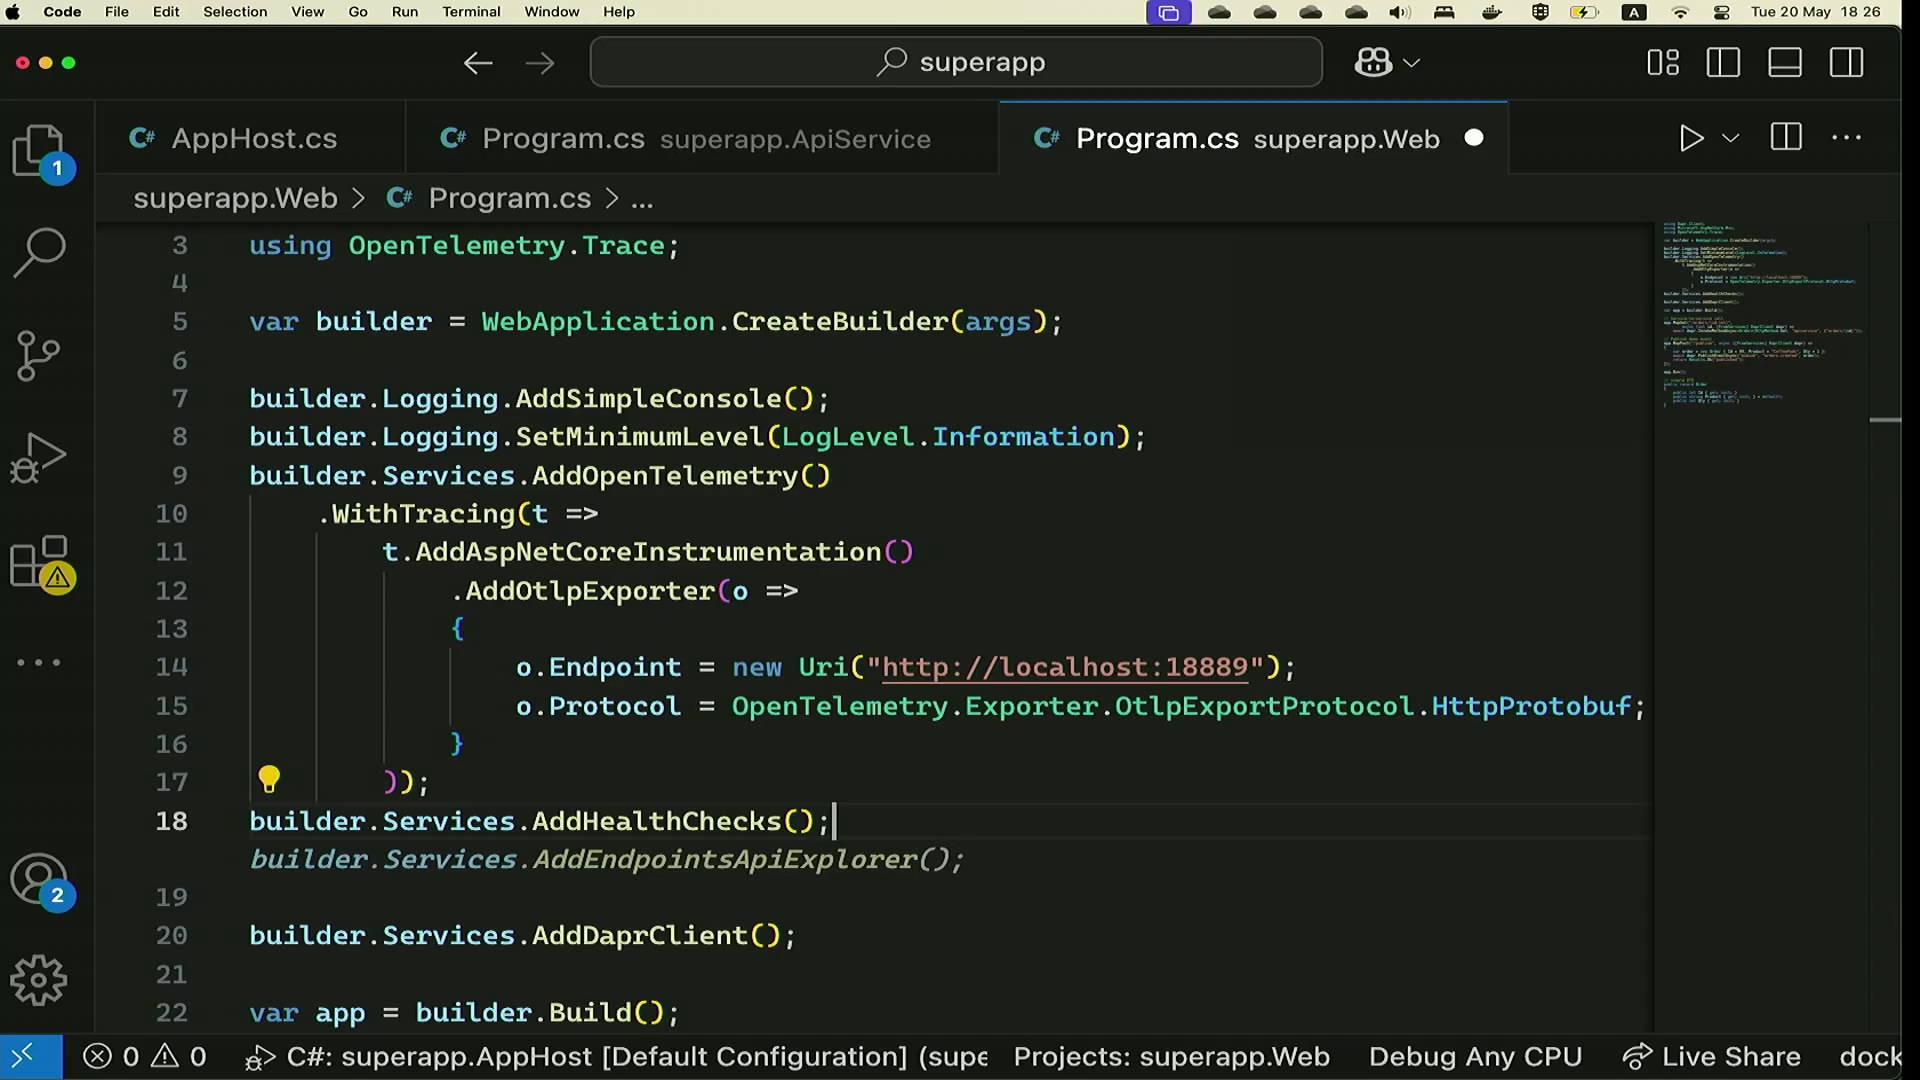 Code File Edit Selection View Go Run Terminal Window Help A Tue 20 May 18 26
superapp
C# AppHost.cs C# Program.cs superapp.ApiService C# Program.cs superapp.Web
1
superapp.Web > C# Program.cs > ...
3 using OpenTelemetry.Trace;
4
5 var builder = WebApplication.CreateBuilder(args);
6
7 builder.Logging.AddSimpleConsole();
8 builder.Logging.SetMinimumLevel(LogLevel.Information);
9 builder.Services.AddOpenTelemetry()
10 .WithTracing(t =>
11 t.AddAspNetCoreInstrumentation()
12 .AddOtlpExporter(o =>
13 {
14 o.Endpoint = new Uri("http://localhost:18889");
15 o.Protocol = OpenTelemetry.Exporter.OtlpExportProtocol.HttpProtobuf;
16 }
17 ));
18 builder.Services.AddHealthChecks();
builder.Services.AddEndpointsApiExplorer();
2
19
20 builder.Services.AddDaprClient();
21
22 var app = builder.Build();
0 0 C#: superapp.AppHost [Default Configuration] (supe Projects: superapp.Web Debug Any CPU Live Share dock